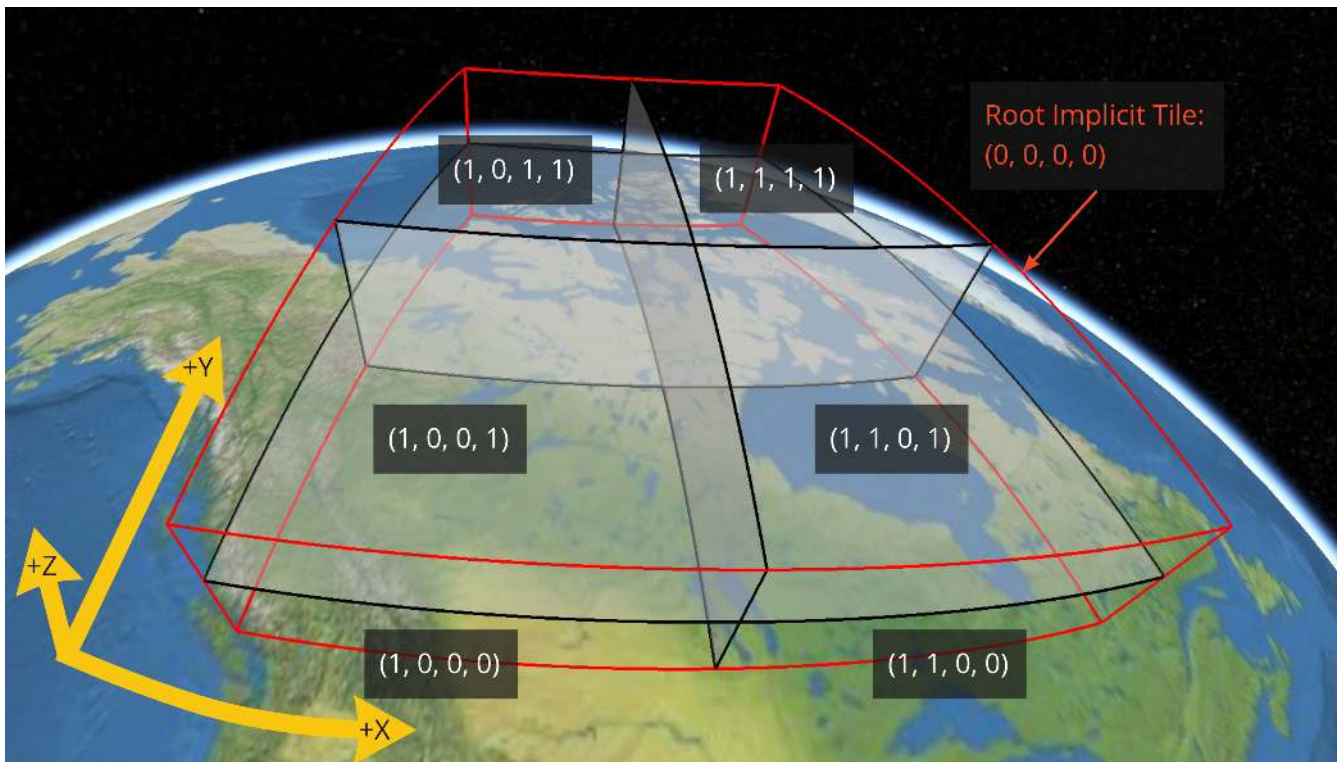 Root Implicit Tile:
(0, 0, 0, 0)
(1, 0, 1, 1)
(1, 1, 1, 1)
+Y
(1, 0, 0, 1)
(1, 1, 0, 1)
+Z
(1, 0, 0, 0)
(1, 1, 0, 0)
+X